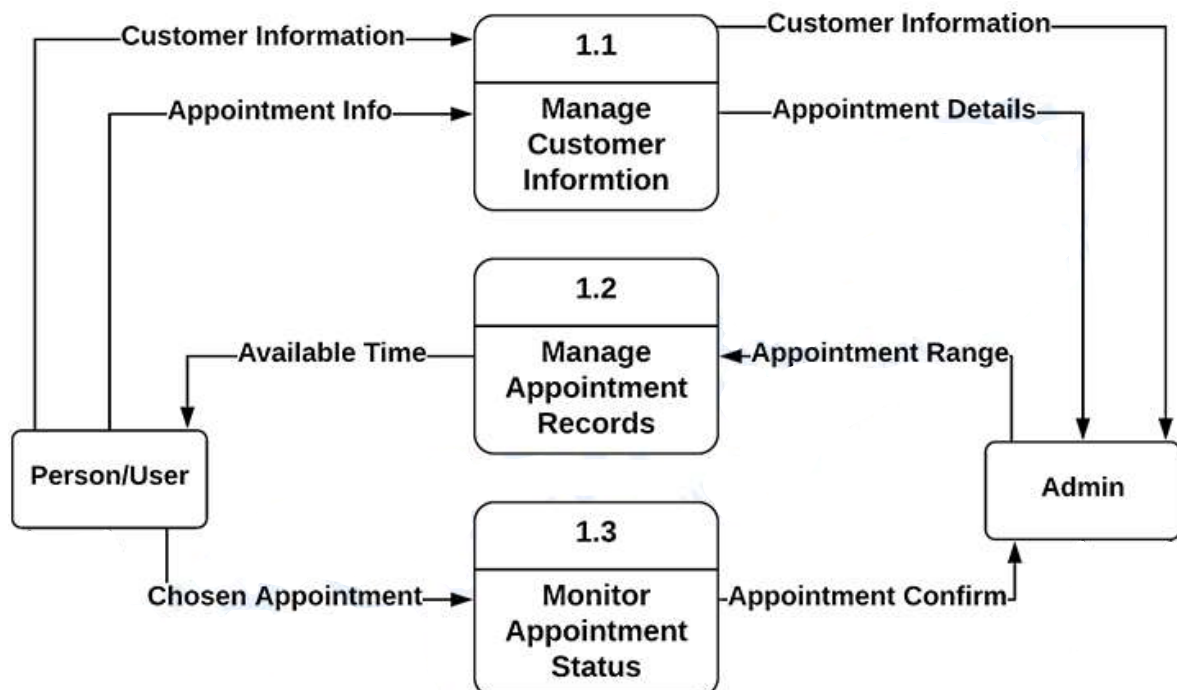 Customer Information
1.1
Customer Information
Appointment Info
Manage
Customer
Informtion
Appointment Details
1.2
Available Time
Manage
Appointment
Records
Appointment Range
Person/User
Admin
1.3
Chosen Appointment
Monitor
Appointment
Status
Appointment Confirm